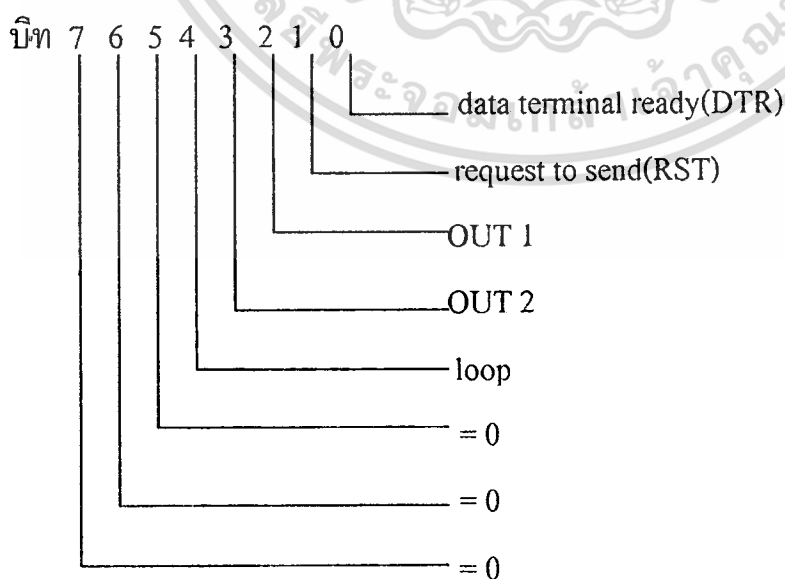 บิท 7 6 5 4 3 2 1 0
data terminal ready(DTR)
request to send(RST)
OUT 1
OUT 2
loop
= 0
= 0
= 0